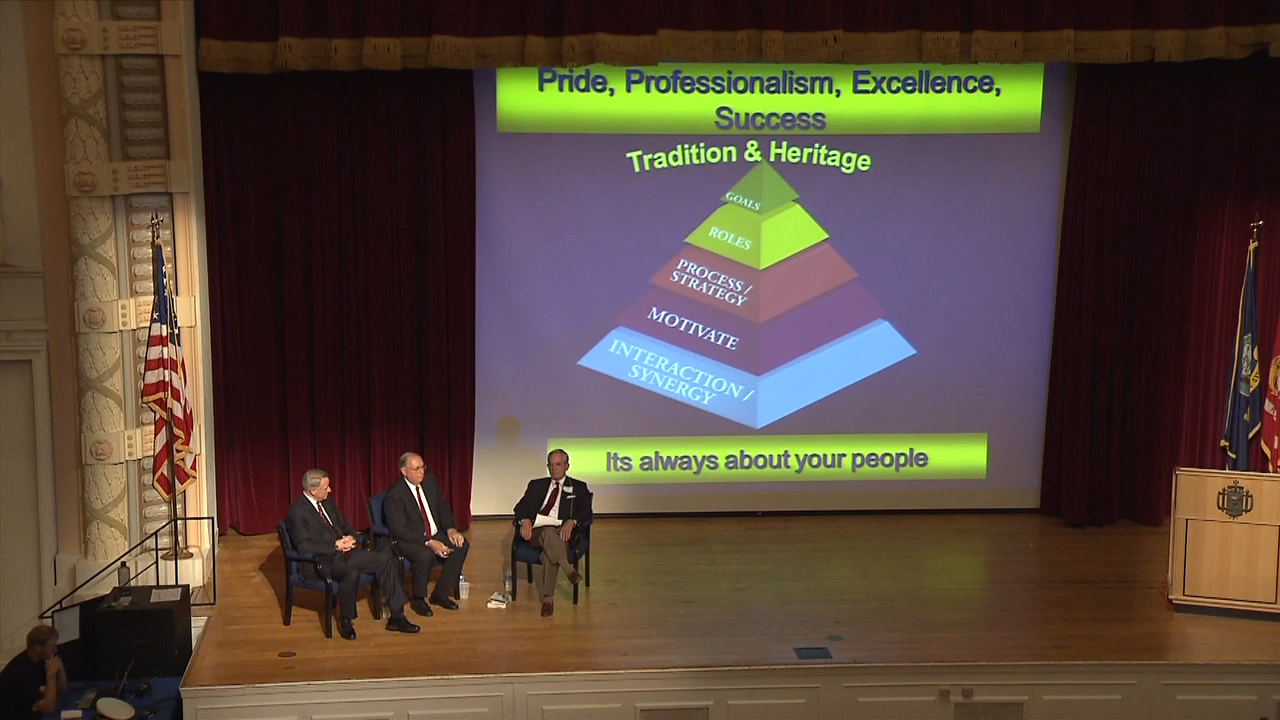 Pride, Professionalism, Excellence,
Success
Tradition & Heritage
GOALS
ROLES
PROCESS /
STRATEGY
MOTIVATE
INTERACTION /
SYNERGY
Its always about your people